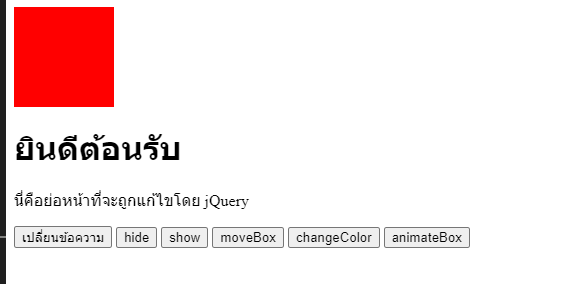 ยินดีต้อนรับ
นี่คือย่อหน้าที่จะถูกแก้ไขโดย jQuery
เปลี่ยนข้อความ hide show moveBox changeColor animateBox